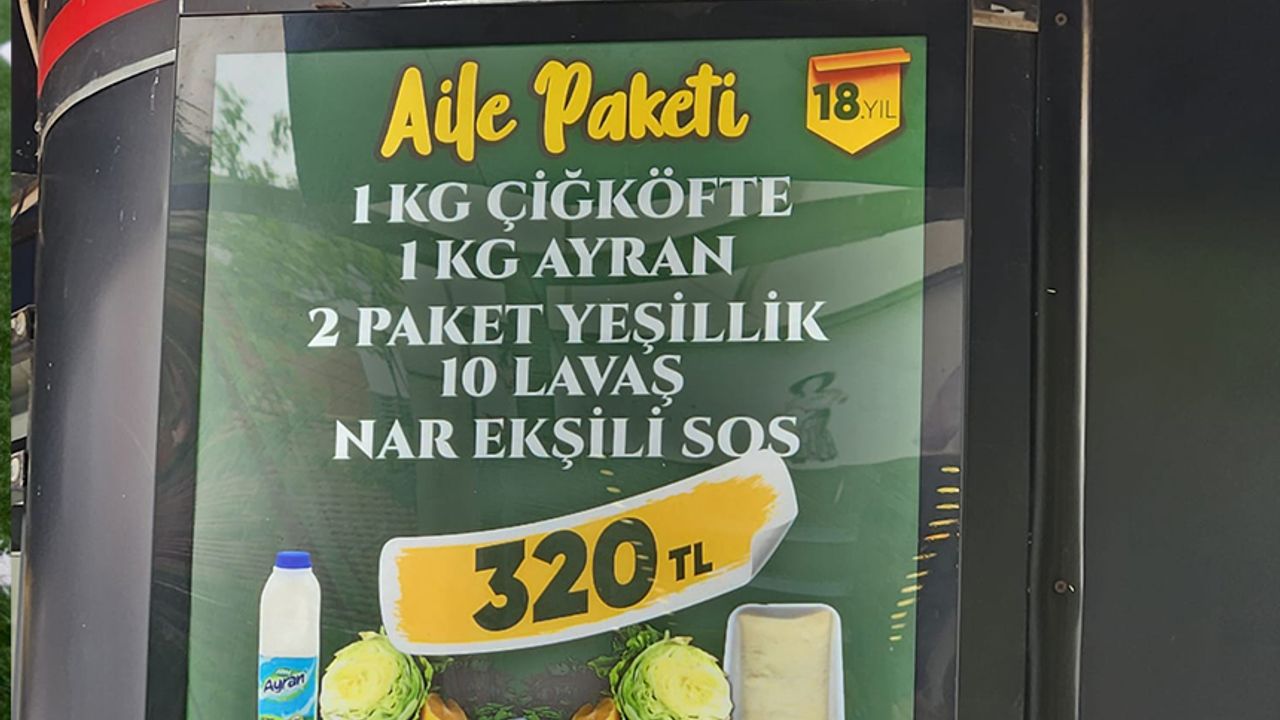 Aile Paketi
18.YIL
1 KG ÇİĞKÖFTE
1 KG AYRAN
2 PAKET YEŞİLLİK
10 LAVAŞ
NAR EKŞİLİ SOS
320 TL
Ayran